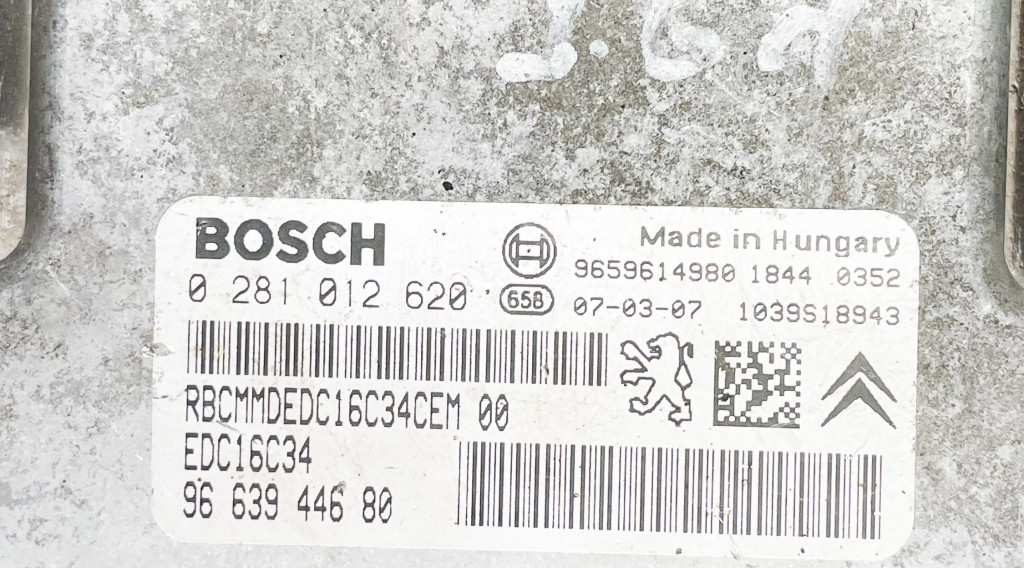 BOSCH
0 281 012 620
658
Made in Hungary
9659614980 1844 0352
07-03-07 1039S18943
RBCMMDEDC16C34CEM 00
EDC16C34
96 639 446 80